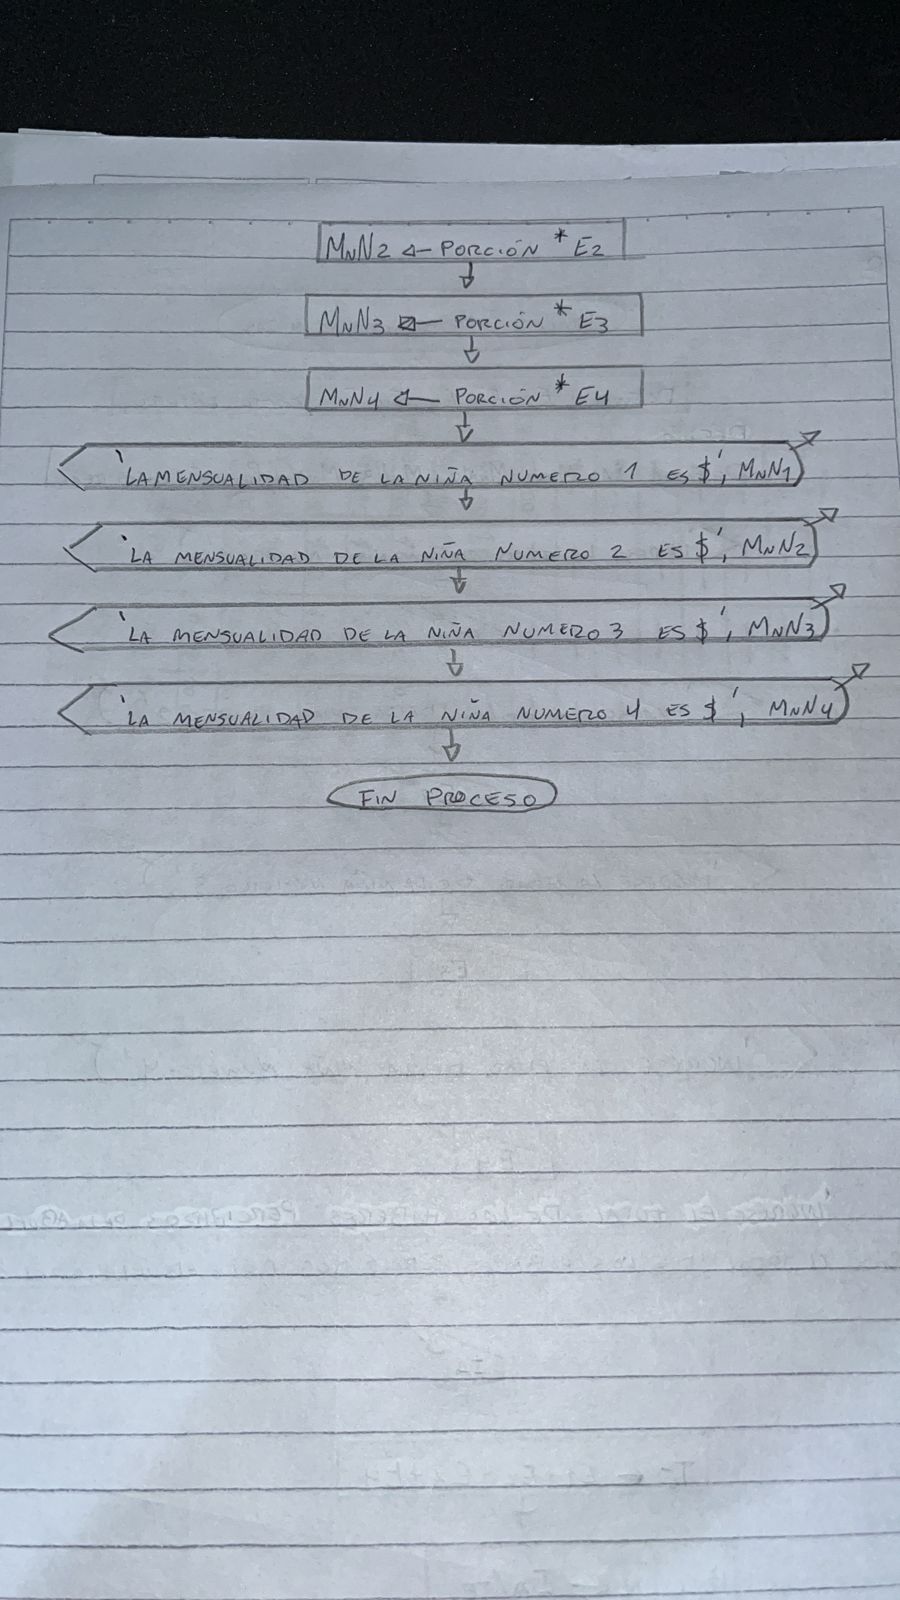 MNN2 ← PORCIÓN * E2
MNN3 ← PORCIÓN * E3
MNN4 ← PORCIÓN * E4
'LA MENSUALIDAD DE LA NIÑA NUMERO 1 ES $', MNN1
'LA MENSUALIDAD DE LA NIÑA NUMERO 2 ES $', MNN2
'LA MENSUALIDAD DE LA NIÑA NUMERO 3 ES $', MNN3
'LA MENSUALIDAD DE LA NIÑA NUMERO 4 ES $', MNN4
FIN PROCESO